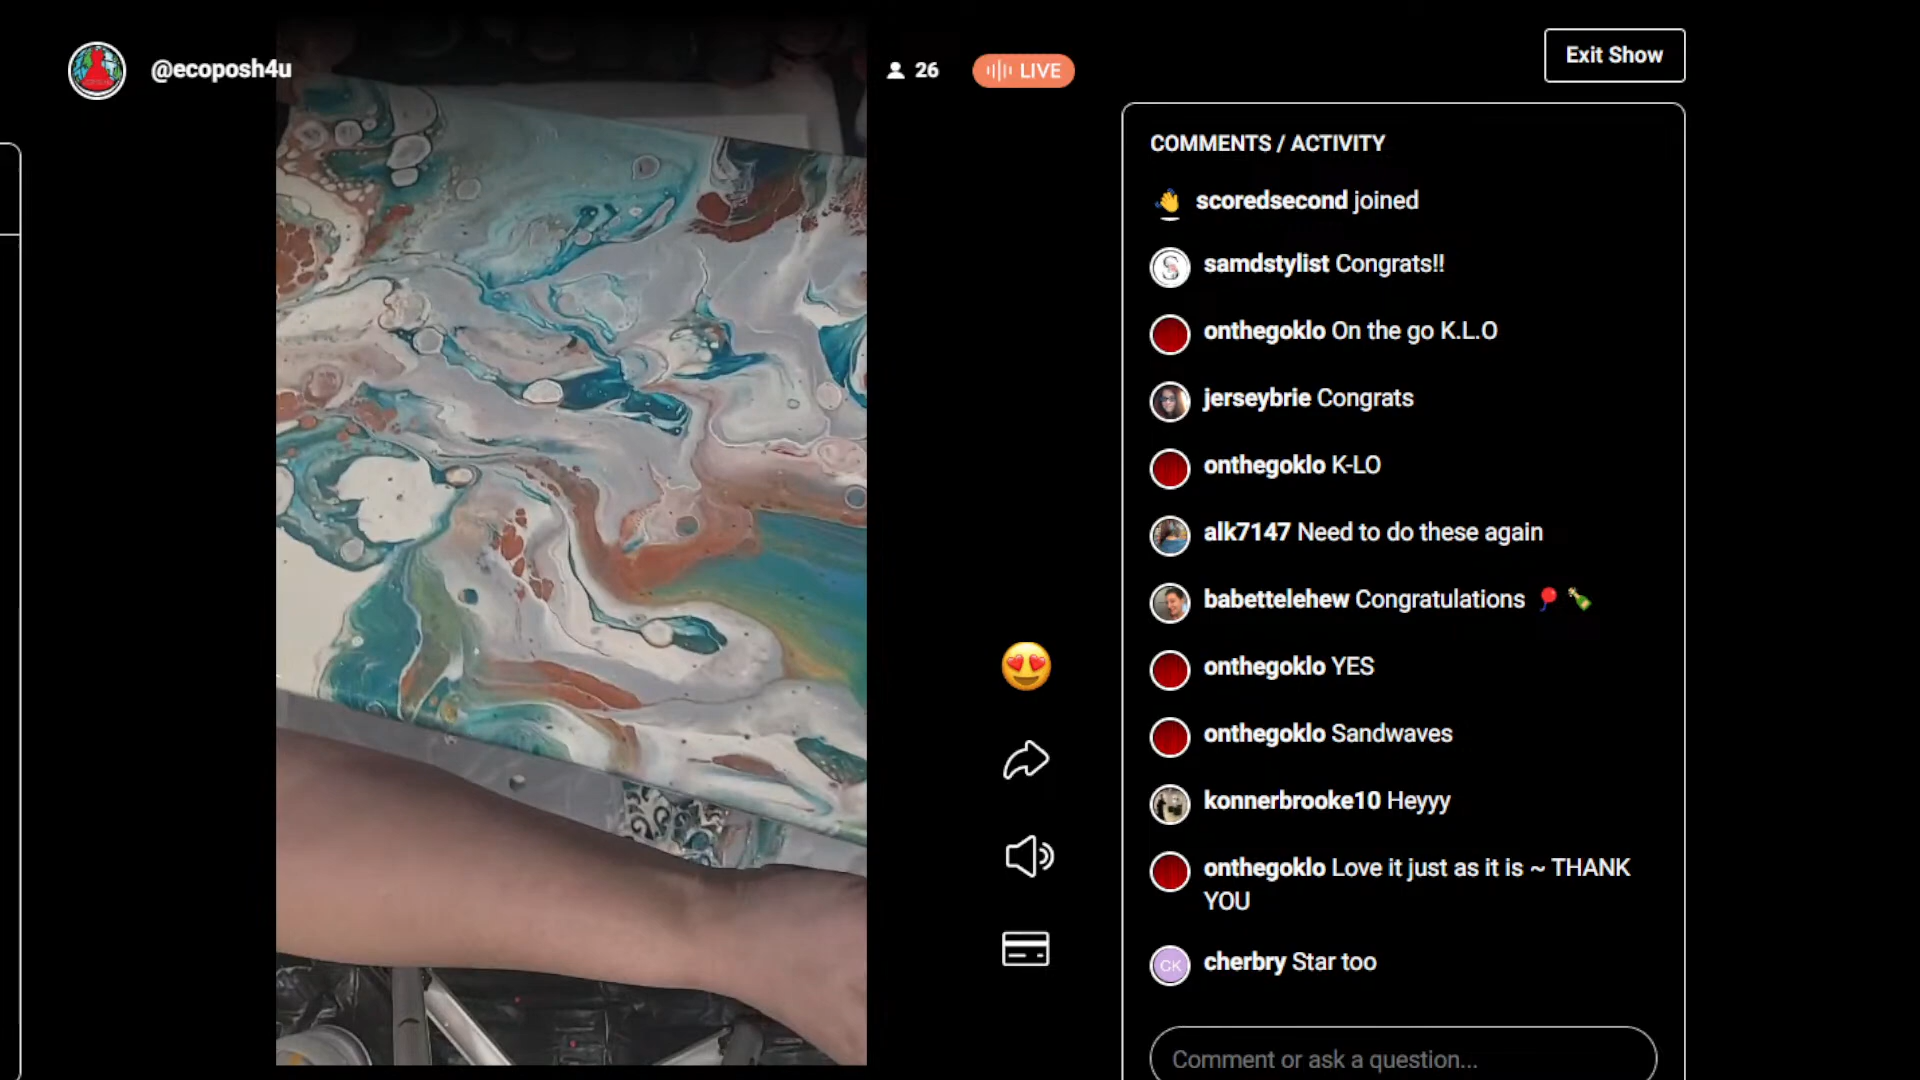 @ecoposh4u
26
LIVE
Exit Show
COMMENTS / ACTIVITY
scoredsecond joined
samdstylist Congrats!!
onthegoklo On the go K.L.O
jerseybrie Congrats
onthegoklo K-LO
alk7147 Need to do these again
babettelehew Congratulations 🎈 🍾
onthegoklo YES
onthegoklo Sandwaves
konnerbrooke10 Heyyy
onthegoklo Love it just as it is ~ THANK
YOU
CK
cherbry Star too
Comment or ask a question...